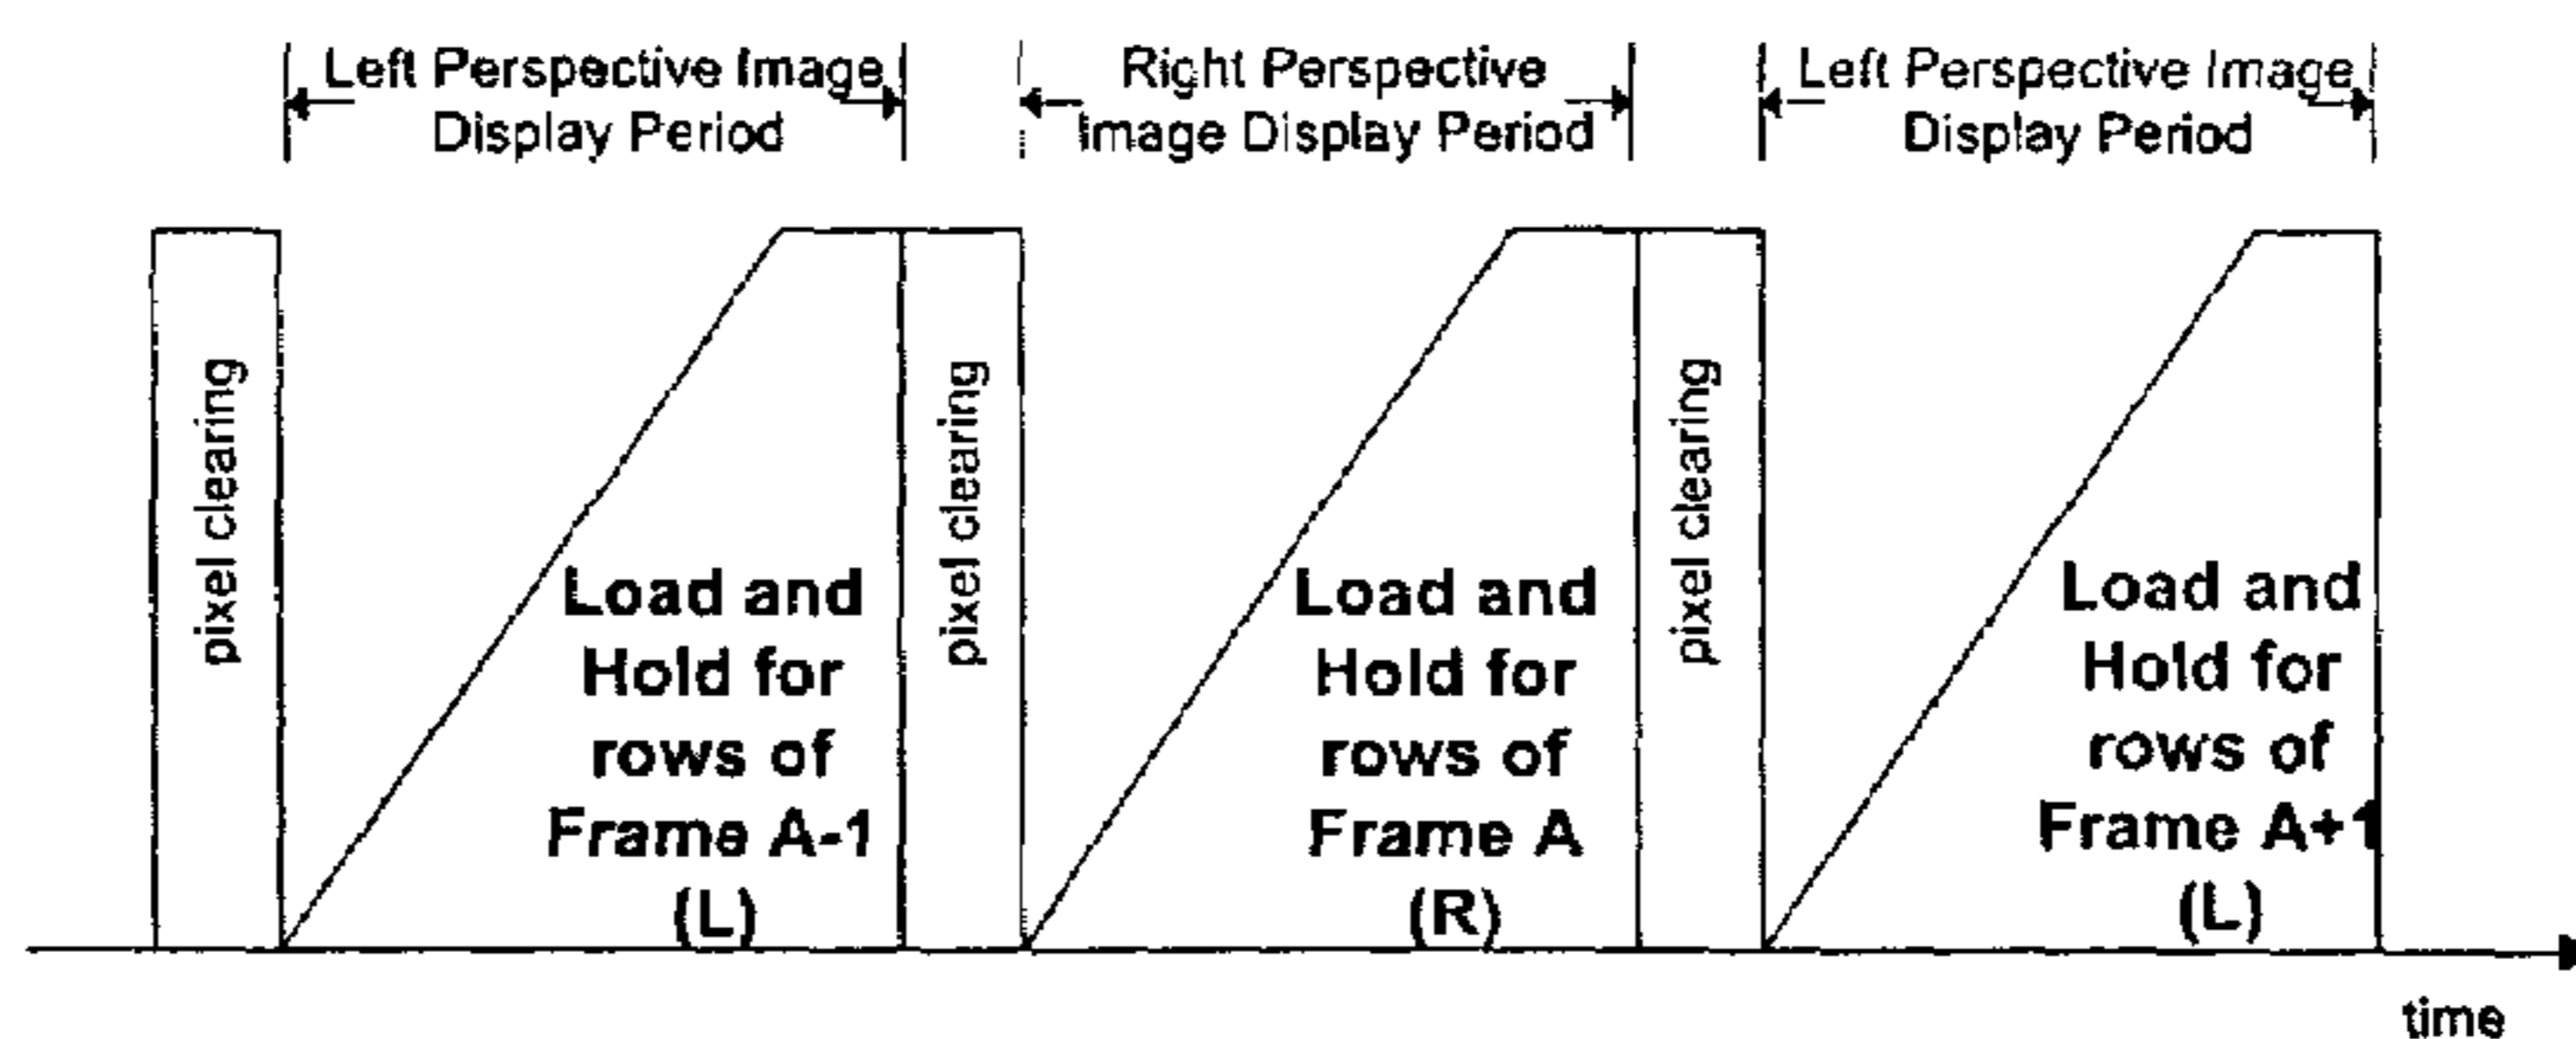 Left Perspective Image
Display Period
Right Perspective
Image Display Period
Left Perspective Image
Display Period
pixel clearing
Load and
Hold for
rows of
Frame A-1
(L)
pixel clearing
Load and
Hold for
rows of
Frame A
(R)
pixel clearing
Load and
Hold for
rows of
Frame A+1
(L)
time